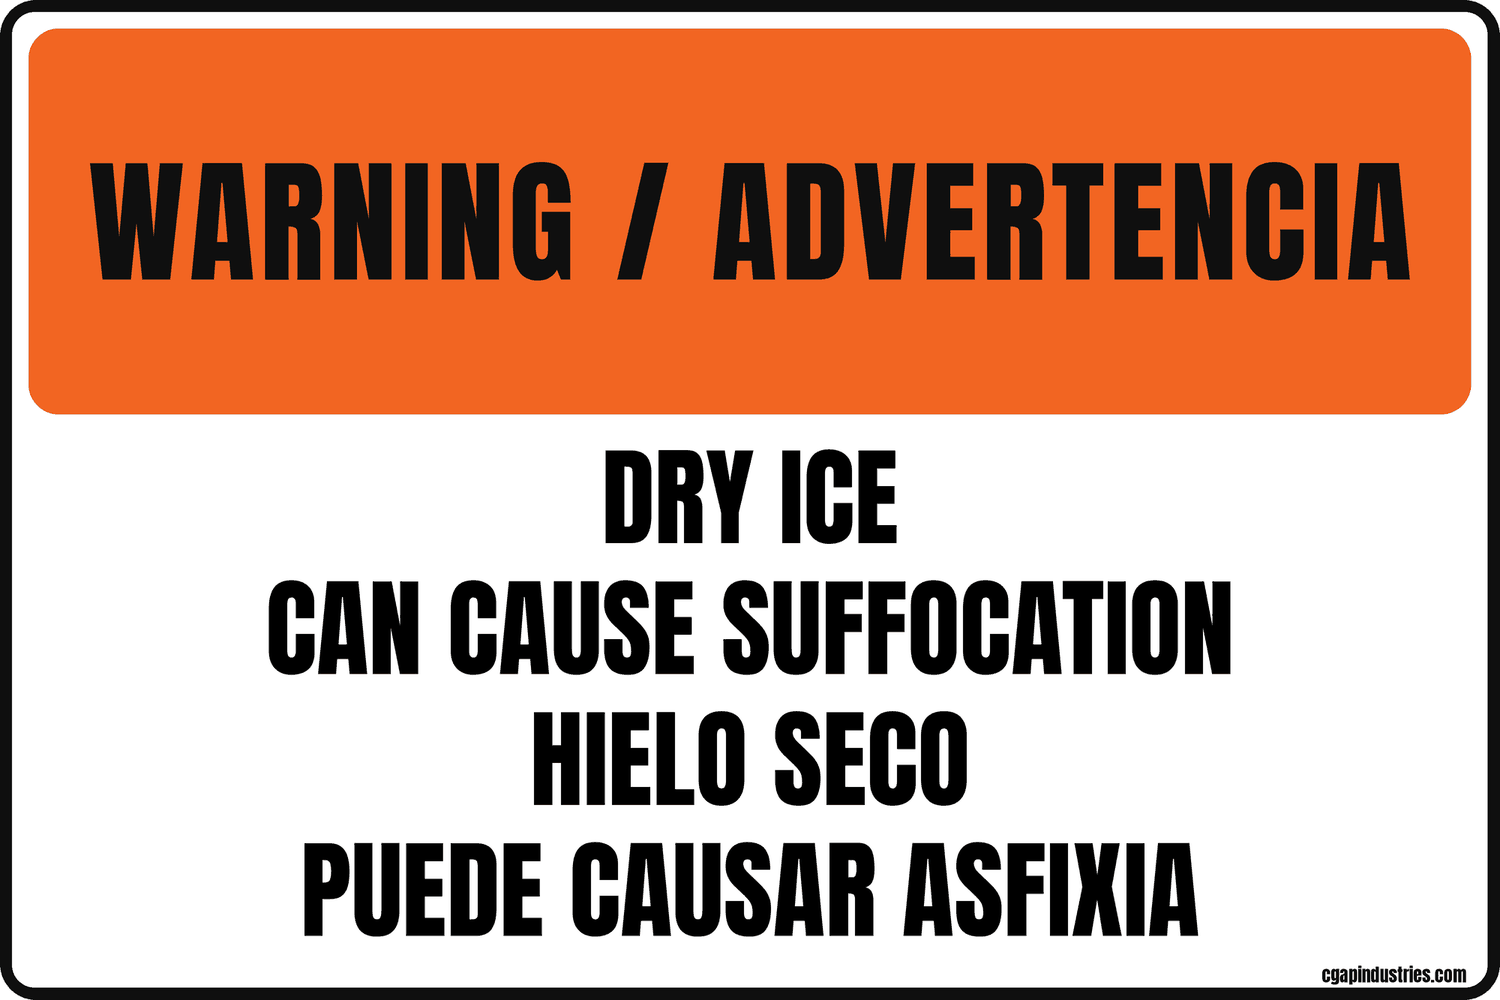 WARNING / ADVERTENCIA
DRY ICE
CAN CAUSE SUFFOCATION
HIELO SECO
PUEDE CAUSAR ASFIXIA
cgapindustries.com